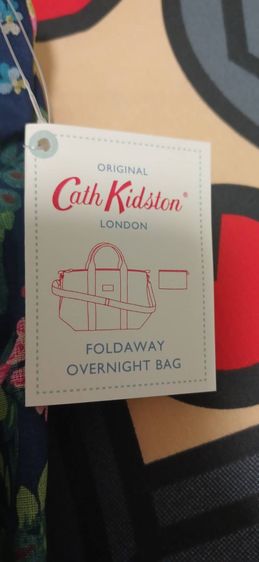 ORIGINAL
Cath Kidston®
LONDON
FOLDAWAY
OVERNIGHT BAG